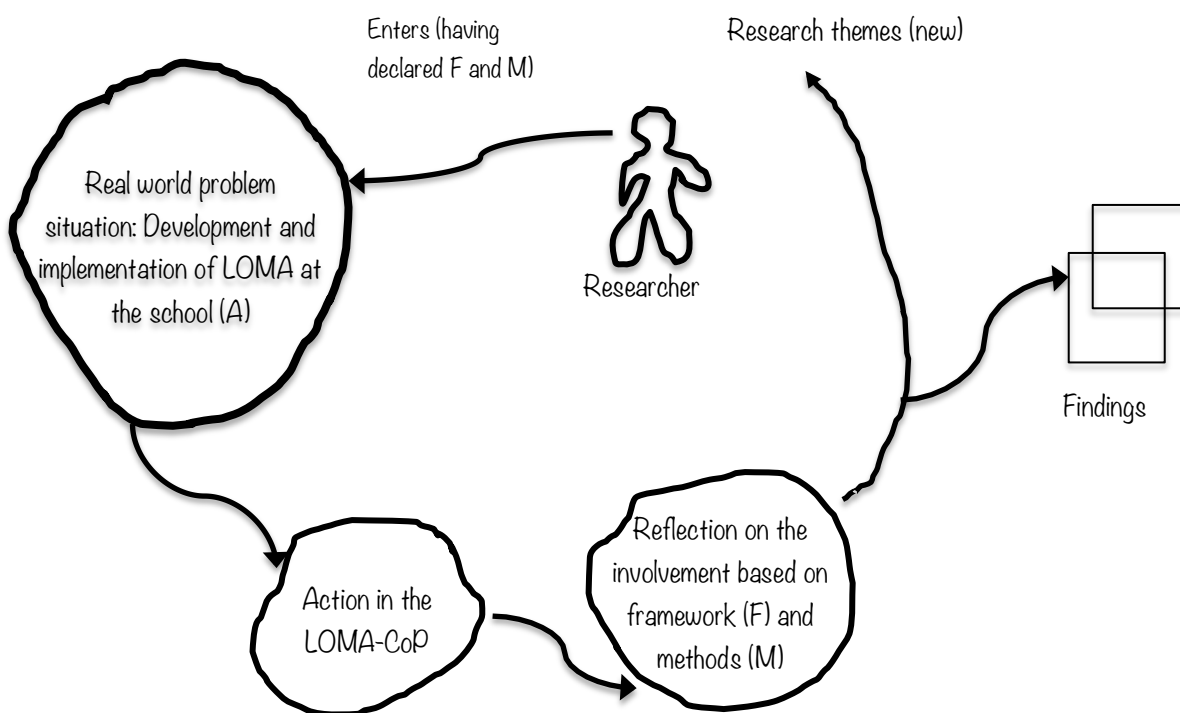 Enters (having
declared F and M)
Research themes (new)
Real world problem
situation: Development and
implementation of LOMA at
the school (A)
Researcher
Findings
Action in the
LOMA-CoP
Reflection on the
involvement based on
framework (F) and
methods (M)